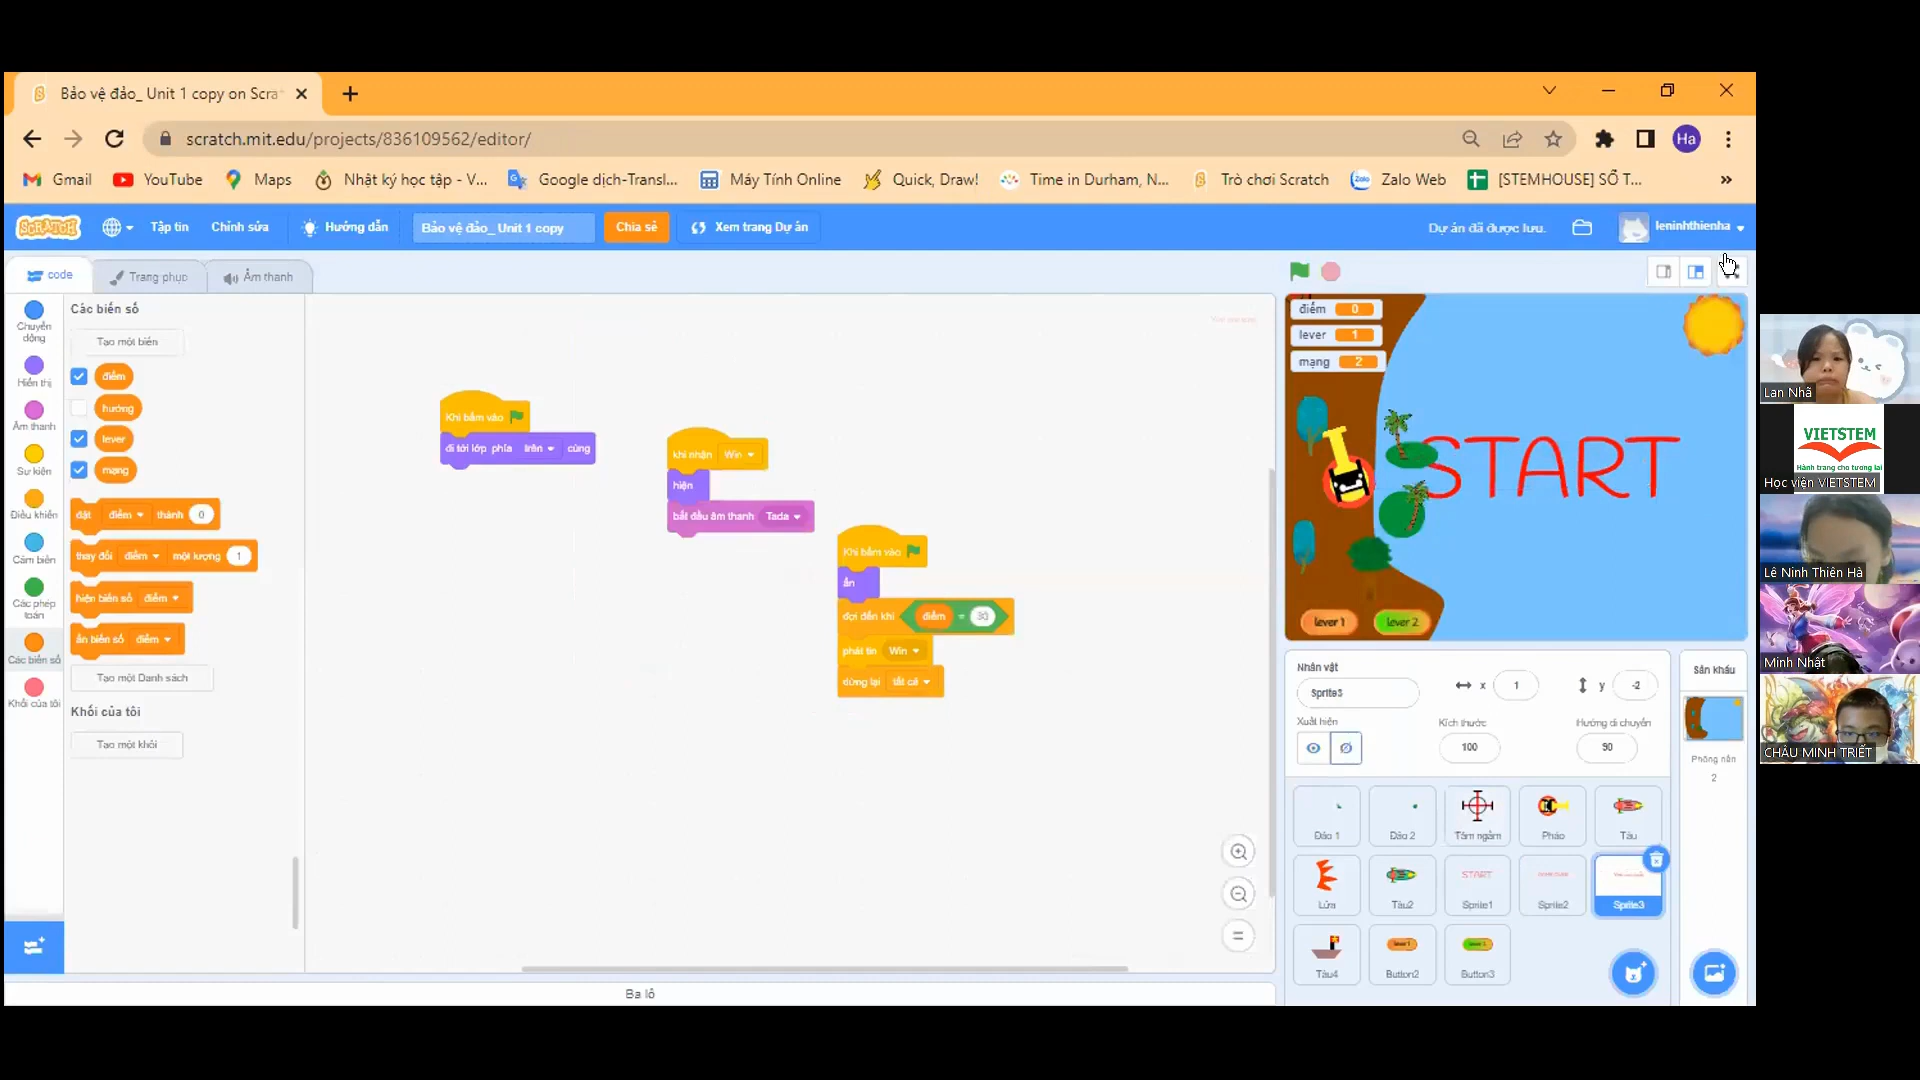 Bảo vệ đảo_ Unit 1 copy on Scra
scratch.mit.edu/projects/836109562/editor/
Ha
Gmail
YouTube
Maps
Nhật ký học tập - V...
Google dịch-Transl...
Máy Tính Online
Quick, Draw!
Time in Durham, N...
Trò chơi Scratch
Zalo Web
[STEMHOUSE] SỔ T...
»
SCRATCH
Tập tin
Chỉnh sửa
Hướng dẫn
Bảo vệ đảo_ Unit 1 copy
Chia sẻ
Xem trang Dự án
Dự án đã được lưu.
leninhthienha
code
Trang phục
Âm thanh
Chuyển động
Hiển thị
Âm thanh
Sự kiện
Điều khiển
Cảm biến
Các phép toán
Các biến số
Khối của tôi
Các biến số
Tạo một biến
điểm
hướng
lever
mạng
đặt điểm thành 0
thay đổi điểm một lượng 1
hiện biến số điểm
ẩn biến số điểm
Tạo một Danh sách
Khối của tôi
Tạo một khối
Khi bấm vào
đi tới lớp phía trên cùng
khi nhận Win
hiện
bắt đầu âm thanh Tada
Khi bấm vào
ẩn
đợi đến khi điểm = 30
phát tin Win
dừng lại tất cả
Ba lô
điểm 0
lever 1
mạng 2
START
lever 1
lever 2
Nhân vật
Sprite3
x 1
y -2
Xuất hiện
Kích thước
100
Hướng di chuyển
90
Sân khấu
Phông nền
2
Đảo 1
Đảo 2
Tâm ngắm
Pháo
Tàu
Lửa
Tàu2
START
Sprite1
Sprite2
Sprite3
Tàu4
lever 1
Button2
Button3
Lan Nhã
VIETSTEM
Hành trang cho tương lai
Học viện VIETSTEM
Lê Ninh Thiên Hà
Minh Nhật
CHÂU MINH TRIẾT